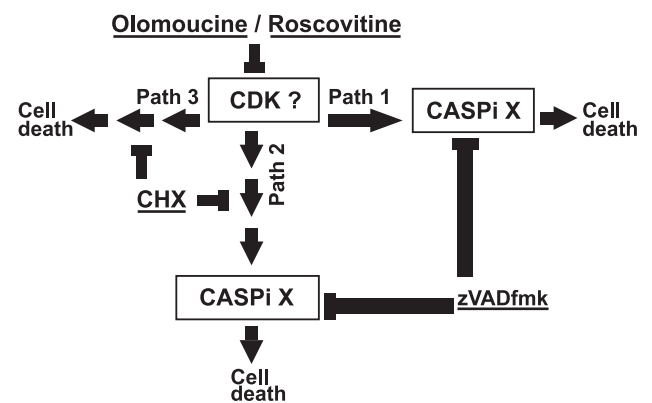 Olomoucine / Roscovitine
Path 3
CDK ?
Path 1
Cell
death
CASPi X
Cell
death
Path 2
CHX
CASPi X
zVADfmk
Cell
death